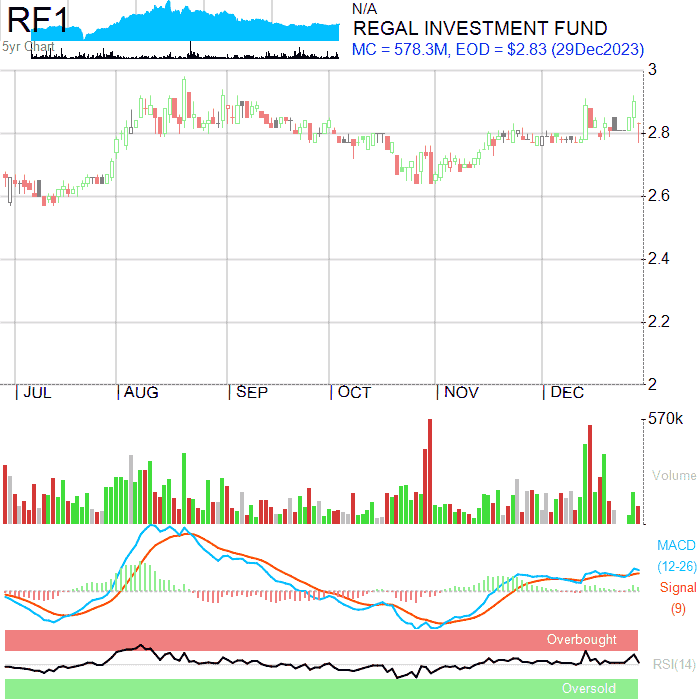 RF1
5yr Chart
N/A
REGAL INVESTMENT FUND
MC = 578.3M, EOD = $2.83 (29Dec2023)
3
2.8
2.6
2.4
2.2
2
JUL AUG SEP OCT NOV DEC
570k
Volume
MACD
(12-26)
Signal
(9)
Overbought
RSI(14)
Oversold